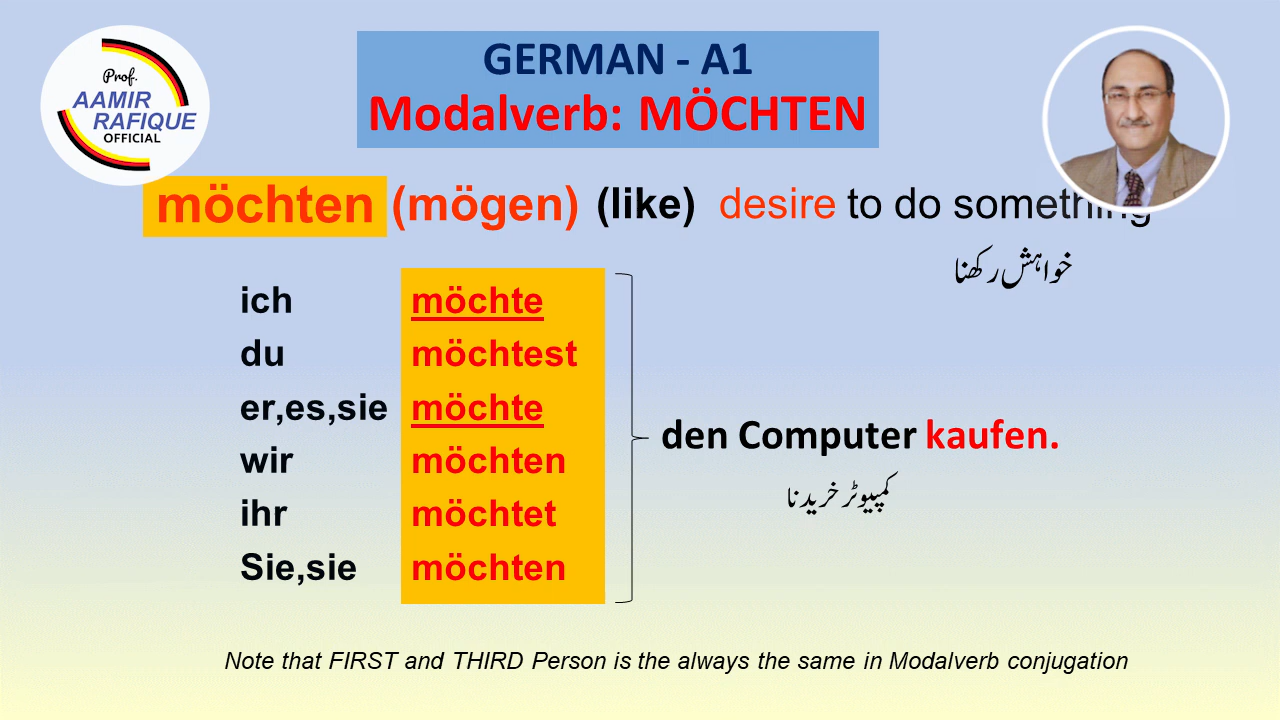 Prof.
AAMIR
RAFIQUE
OFFICIAL
GERMAN - A1
Modalverb: MÖCHTEN
möchten (mögen) (like) desire to do something
خواہش رکھنا
ich möchte
du möchtest
er,es,sie möchte
wir möchten
ihr möchtet
Sie,sie möchten
den Computer kaufen.
کمپیوٹر خریدنا
Note that FIRST and THIRD Person is the always the same in Modalverb conjugation